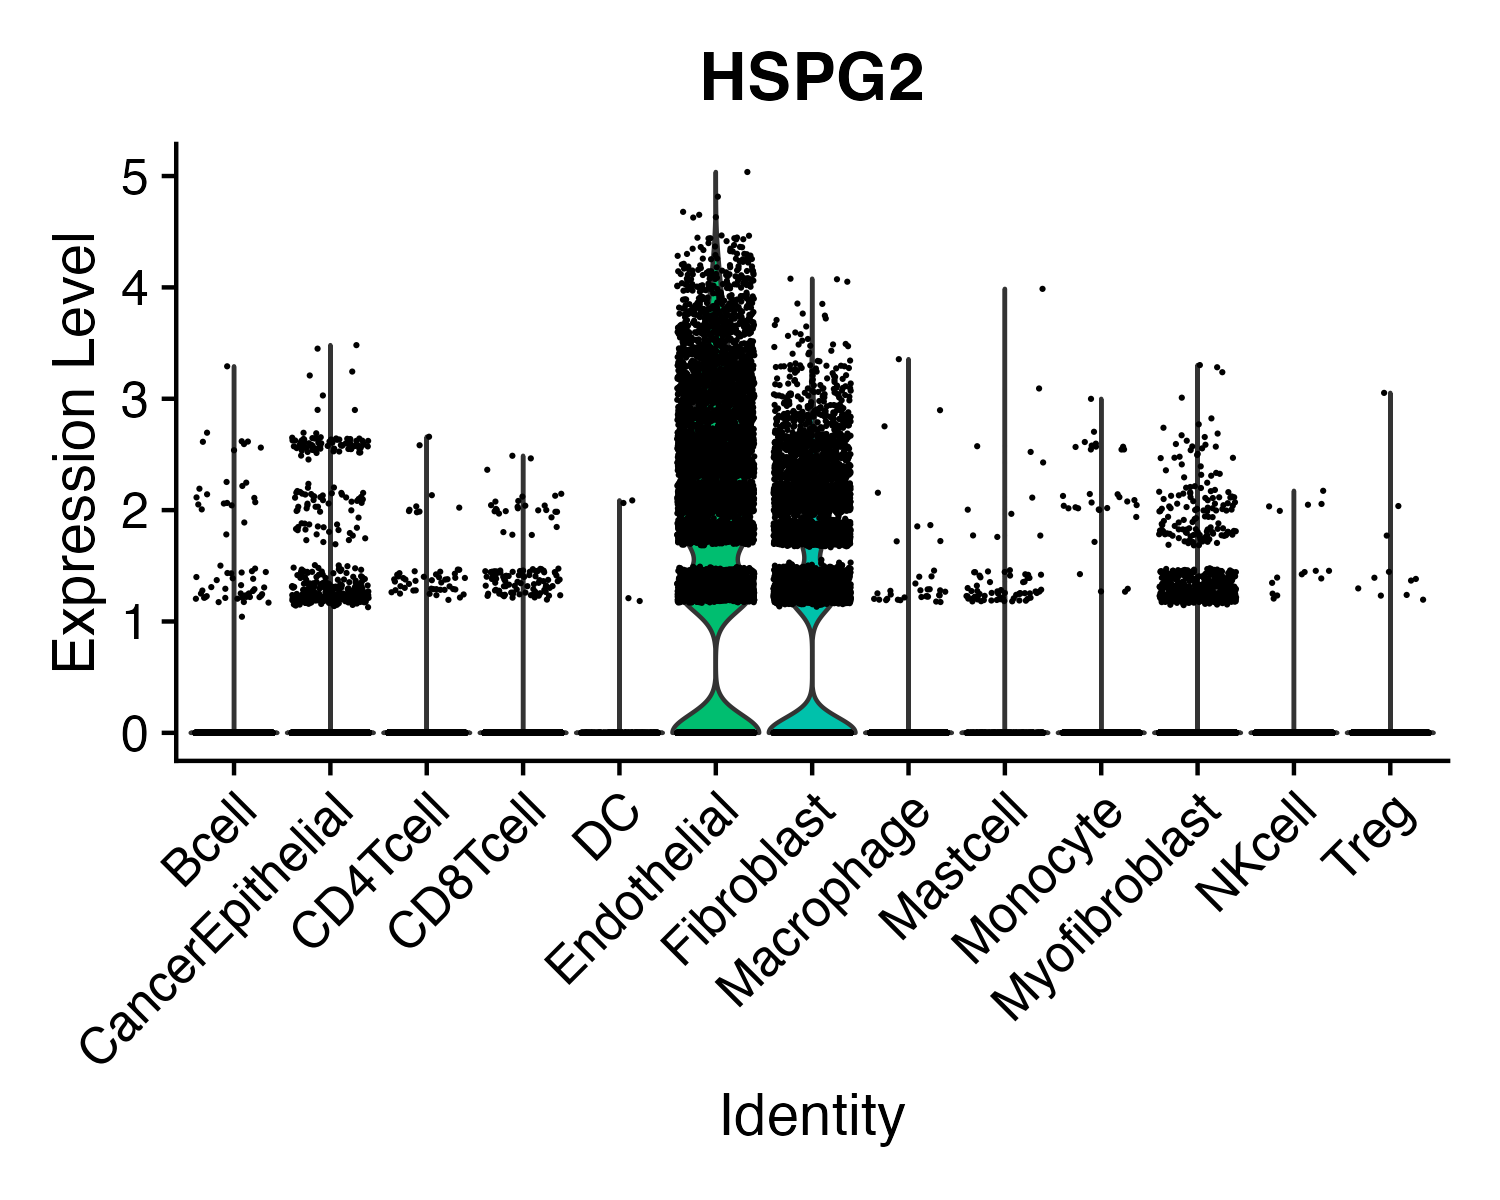 HSPG2
Expression Level
5
4
3
2
1
0
Bcell
CancerEpithelial
CD4Tcell
CD8Tcell
DC
Endothelial
Fibroblast
Macrophage
Mastcell
Monocyte
Myofibroblast
NKcell
Treg
Identity